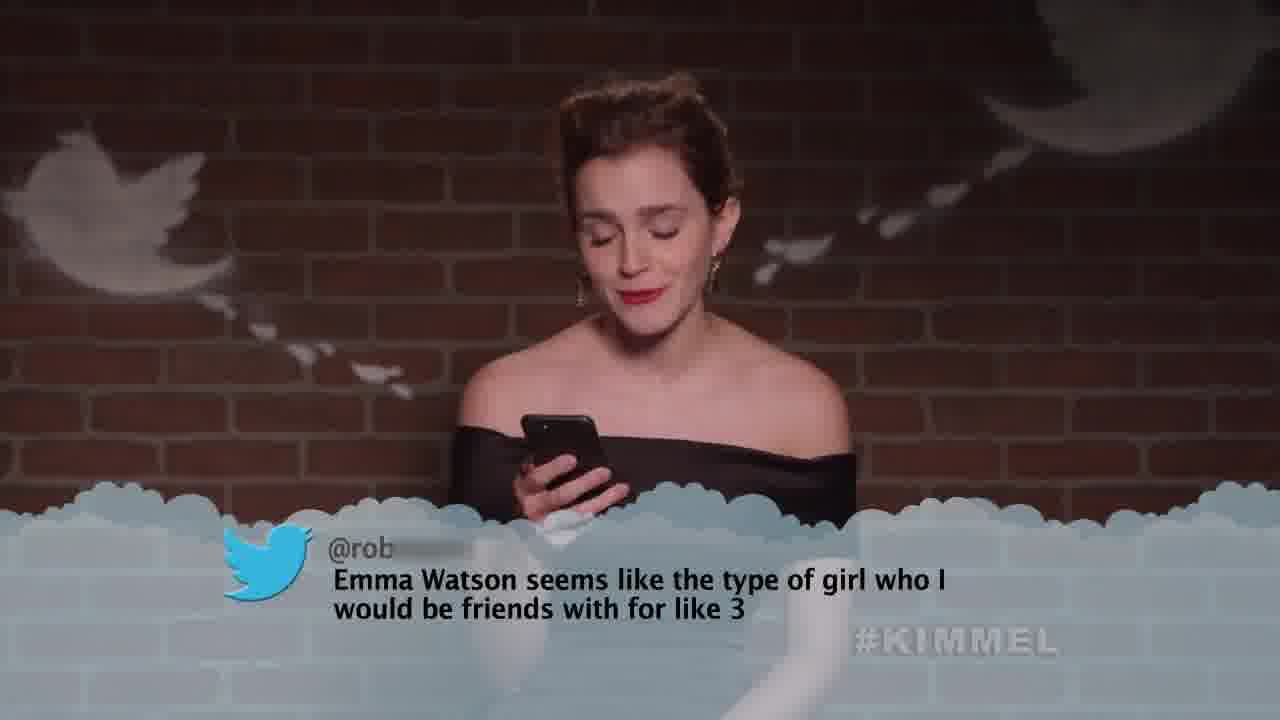 @rob
Emma Watson seems like the type of girl who I
would be friends with for like 3
#KIMMEL